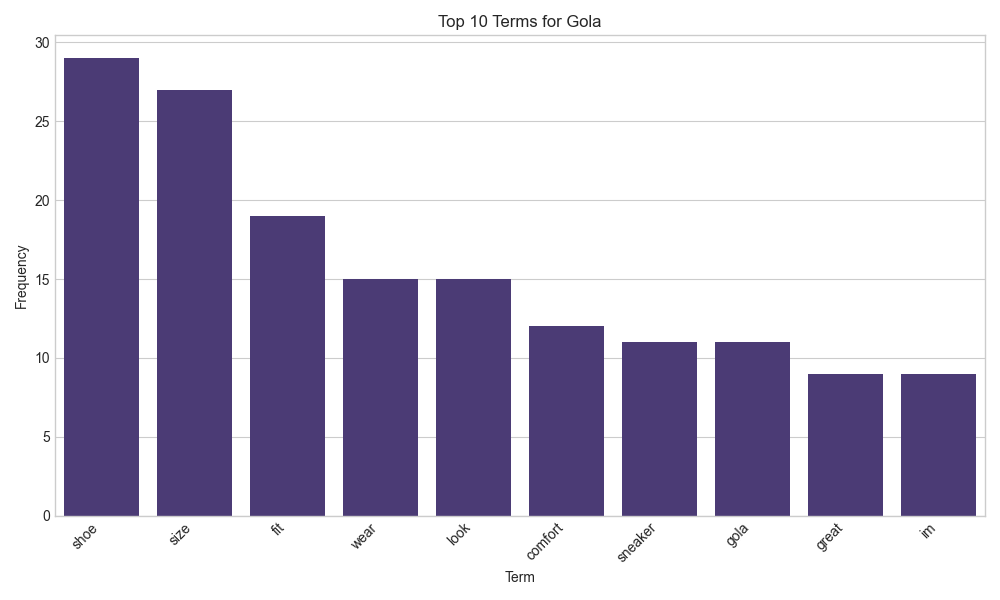 Top 10 Terms for Gola
30
25
20
15
10
5
0
Frequency
shoe
size
fit
wear
look
comfort
sneaker
gola
great
im
Term